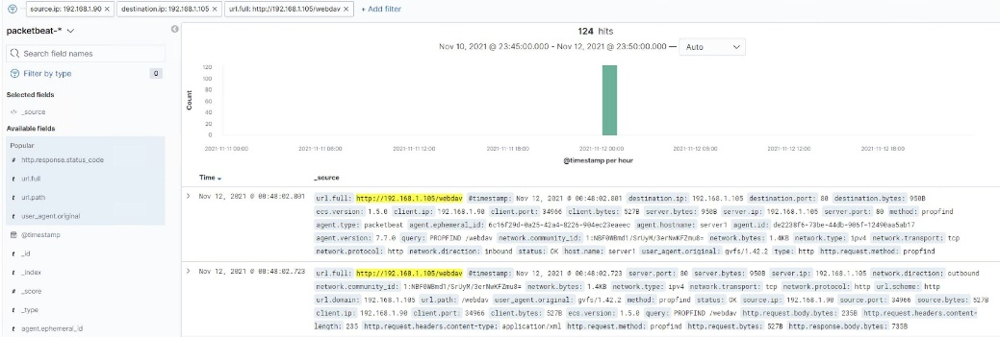 source.ip: 192.168.1.90 × destination.ip: 192.168.1.105 × url.full: http://192.168.1.105/webdav × + Add filter
packetbeat-*
Search field names
Filter by type 0
Selected fields
_source
Available fields
Popular
# http.response.status_code
t url.full
t url.path
t user_agent.original
@timestamp
t _id
t _index
# _score
t _type
t agent.ephemeral_id
124 hits
Nov 10, 2021 @ 23:45:00.000 - Nov 12, 2021 @ 23:50:00.000 — Auto
Count
120
100
80
60
40
20
0
2021-11-11 00:00 2021-11-11 06:00 2021-11-11 12:00 2021-11-11 18:00 2021-11-12 00:00 2021-11-12 06:00 2021-11-12 12:00 2021-11-12 18:00
@timestamp per hour
Time _source
Nov 12, 2021 @ 00:48:02.801 url.full: http://192.168.1.105/webdav @timestamp: Nov 12, 2021 @ 00:48:02.801 destination.ip: 192.168.1.105 destination.port: 80 destination.bytes: 950B
ecs.version: 1.5.0 client.ip: 192.168.1.90 client.port: 34966 client.bytes: 527B server.bytes: 950B server.ip: 192.168.1.105 server.port: 80 method: propfind
agent.type: packetbeat agent.ephemeral_id: 6c16f29d-0a25-42a4-8226-904ec23eaeec agent.hostname: server1 agent.id: de2238f6-73be-44db-906f-12490aa5ab17
agent.version: 7.7.0 query: PROPFIND /webdav network.community_id: 1:NBF0WBmd1/SrUyM/3erNwKFZmu8= network.bytes: 1.4KB network.type: ipv4 network.transport: tcp
network.protocol: http network.direction: inbound status: OK host.name: server1 user_agent.original: gvfs/1.42.2 type: http http.request.method: propfind
Nov 12, 2021 @ 00:48:02.723 url.full: http://192.168.1.105/webdav @timestamp: Nov 12, 2021 @ 00:48:02.723 server.port: 80 server.bytes: 950B server.ip: 192.168.1.105 network.direction: outbound
network.community_id: 1:NBF0WBmd1/SrUyM/3erNwKFZmu8= network.bytes: 1.4KB network.type: ipv4 network.transport: tcp network.protocol: http url.scheme: http
url.domain: 192.168.1.105 url.path: /webdav user_agent.original: gvfs/1.42.2 method: propfind status: OK source.ip: 192.168.1.90 source.port: 34966 source.bytes: 527B
client.ip: 192.168.1.90 client.port: 34966 client.bytes: 527B ecs.version: 1.5.0 query: PROPFIND /webdav http.request.body.bytes: 235B http.request.headers.content-
length: 235 http.request.headers.content-type: application/xml http.request.method: propfind http.request.bytes: 527B http.response.body.bytes: 735B